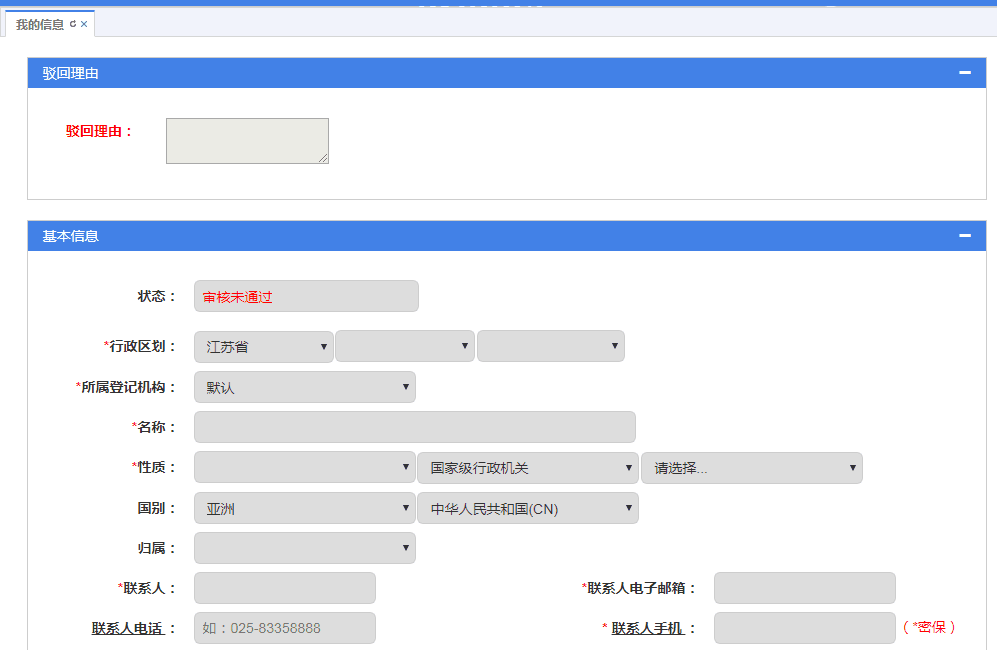 我的信息
驳回理由
驳回理由：
基本信息
状态： 审核未通过
*行政区划： 江苏省
*所属登记机构： 默认
*名称：
*性质： 国家级行政机关 请选择...
国别： 亚洲 中华人民共和国(CN)
归属：
*联系人： *联系人电子邮箱：
联系人电话： 如：025-83358888 * 联系人手机 ： （ *密保 ）